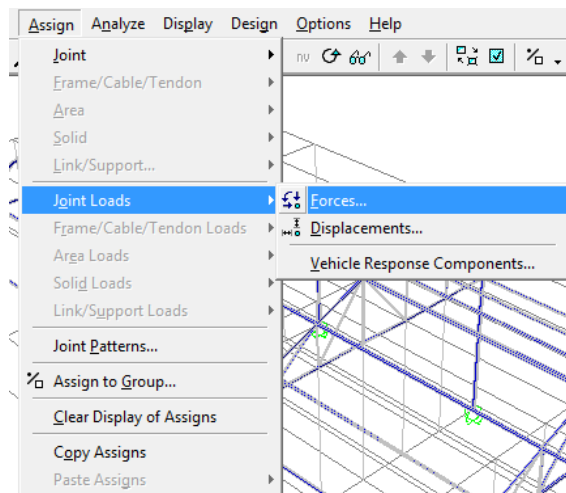 Assign Analyze Display Design Options Help
Joint
Frame/Cable/Tendon
Area
Solid
Link/Support...
Joint Loads
Frame/Cable/Tendon Loads
Area Loads
Solid Loads
Link/Support Loads
Joint Patterns...
Assign to Group...
Clear Display of Assigns
Copy Assigns
Paste Assigns
nv
Forces...
Displacements...
Vehicle Response Components...